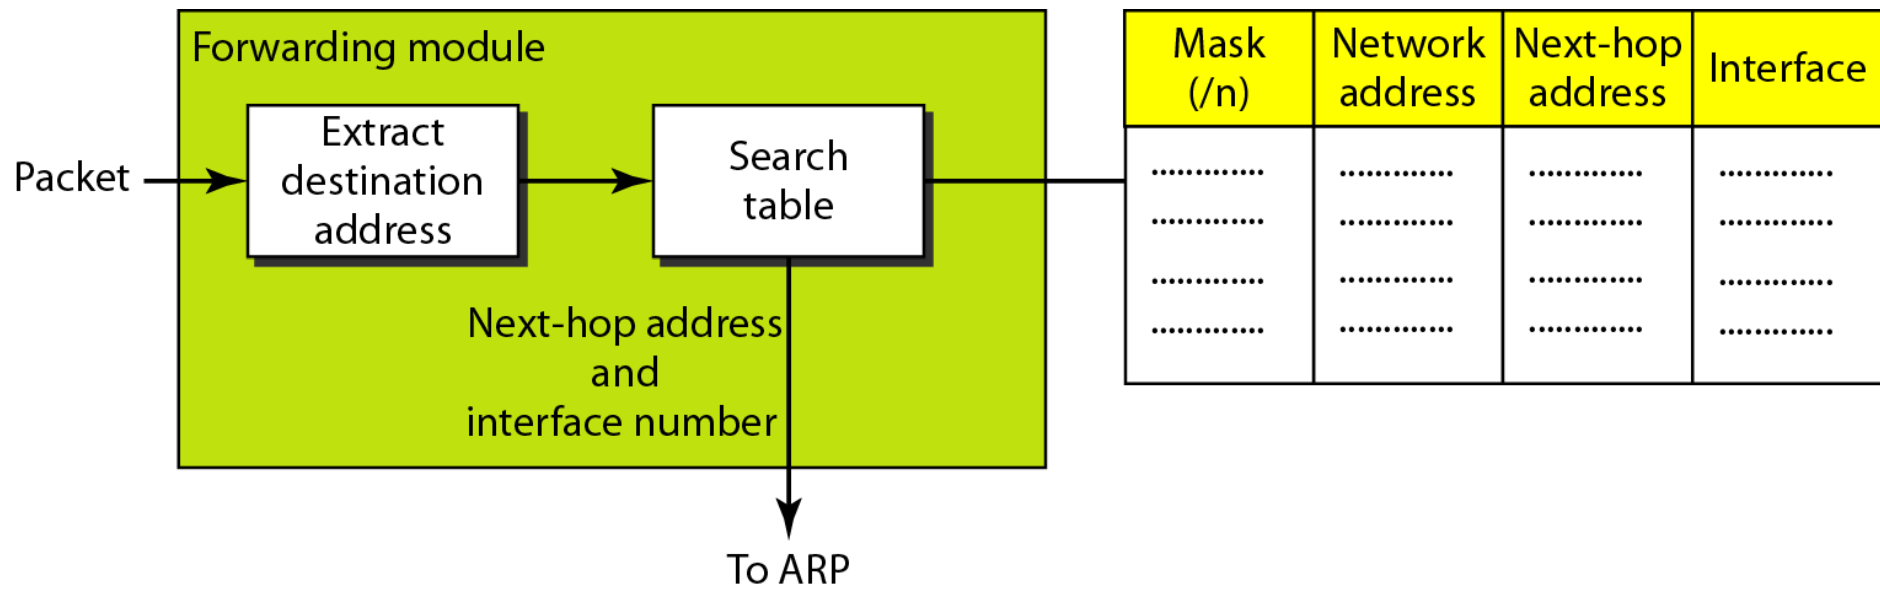 Forwarding module
Packet
Extract
destination
address
Search
table
Next-hop address
and
interface number
To ARP
Mask
(/n)
Network
address
Next-hop
address
Interface
............. ............. ............. .............
............. ............. ............. .............
............. ............. ............. .............
............. ............. ............. .............